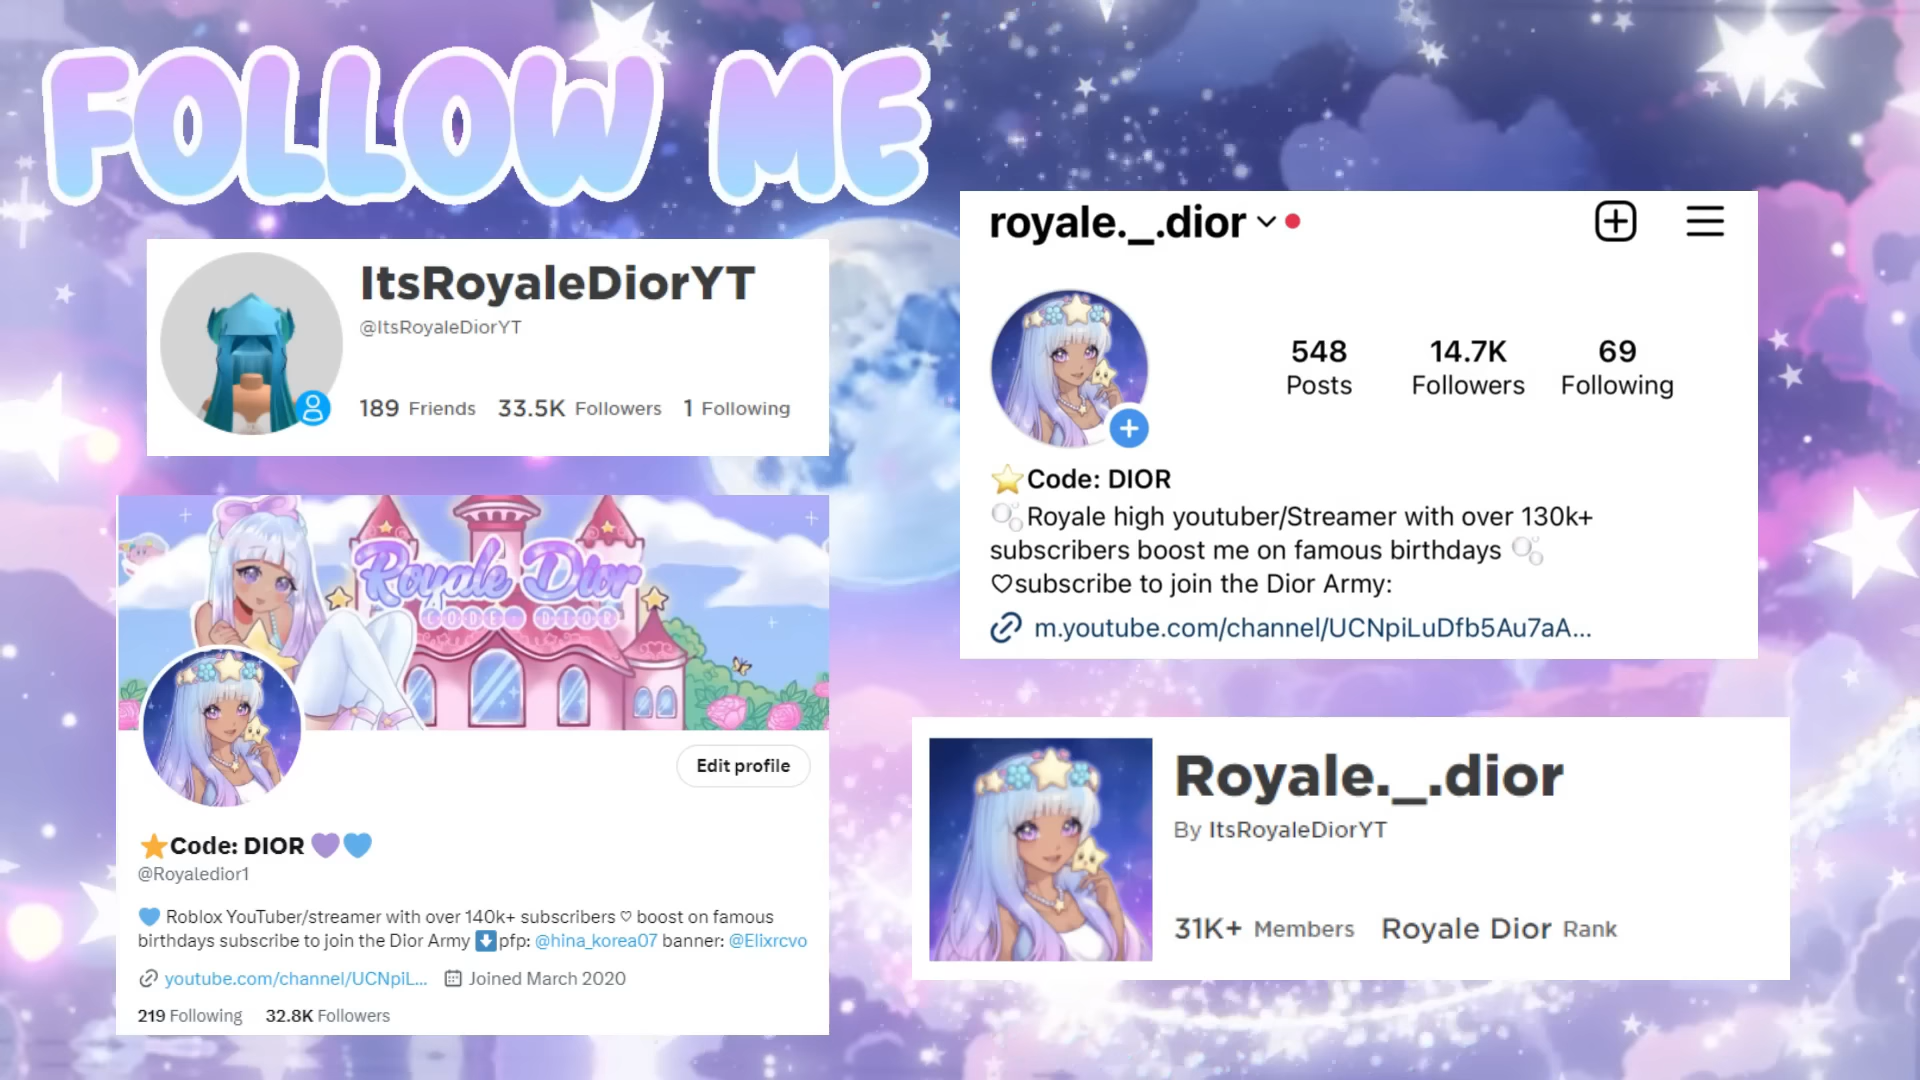 FOLLOW ME
ItsRoyaleDiorYT
@ItsRoyaleDiorYT
189 Friends 33.5K Followers 1 Following
Royale Dior
CODE: DIOR
Edit profile
⭐Code: DIOR 💜💙
@Royaledior1
💙 Roblox YouTuber/streamer with over 140k+ subscribers ♡ boost on famous
birthdays subscribe to join the Dior Army ⬇️pfp: @hina_korea07 banner: @Elixrcvo
youtube.com/channel/UCNpiL... Joined March 2020
219 Following 32.8K Followers
royale._.dior
548 14.7K 69
Posts Followers Following
⭐Code: DIOR
🫧Royale high youtuber/Streamer with over 130k+
subscribers boost me on famous birthdays 🫧
♡subscribe to join the Dior Army:
m.youtube.com/channel/UCNpiLuDfb5Au7aA...
Royale._.dior
By ItsRoyaleDiorYT
31K+ Members Royale Dior Rank